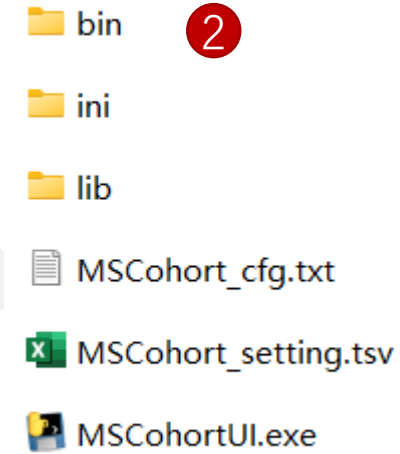 bin 2
ini
lib
MSCohort_cfg.txt
MSCohort_setting.tsv
MSCohortUI.exe